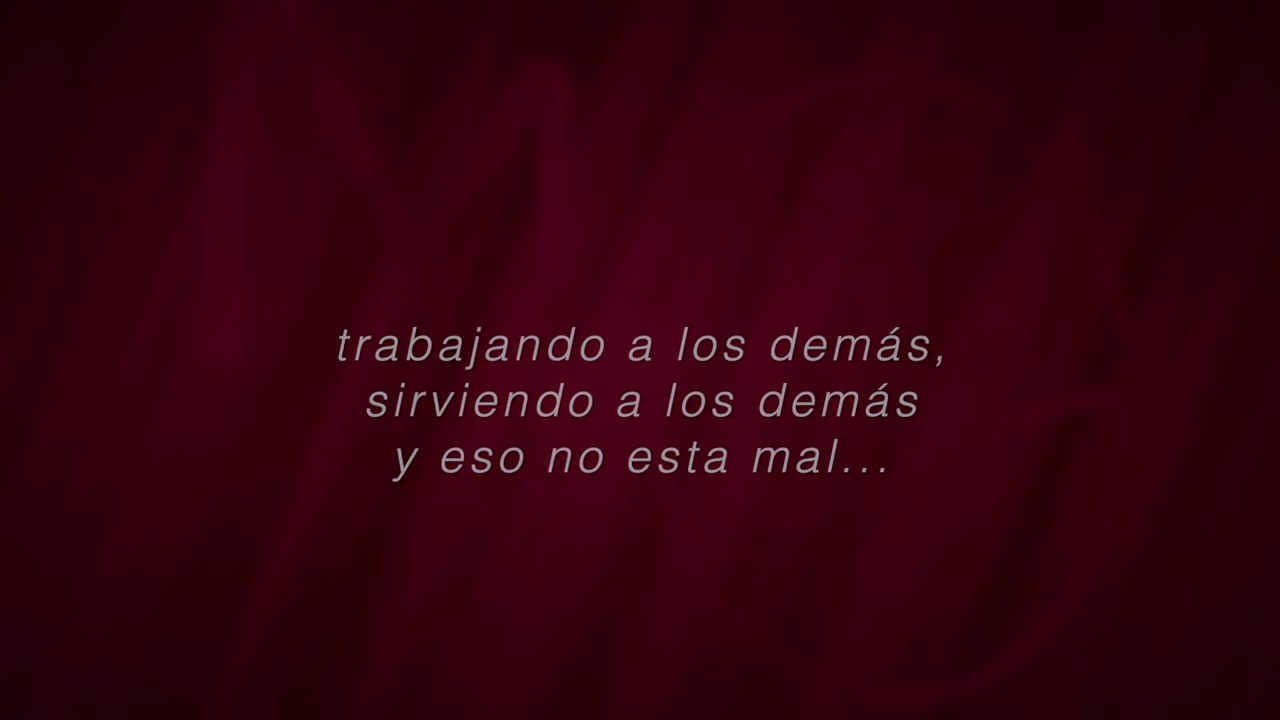 trabajando a los demás,
sirviendo a los demás
y eso no esta mal...